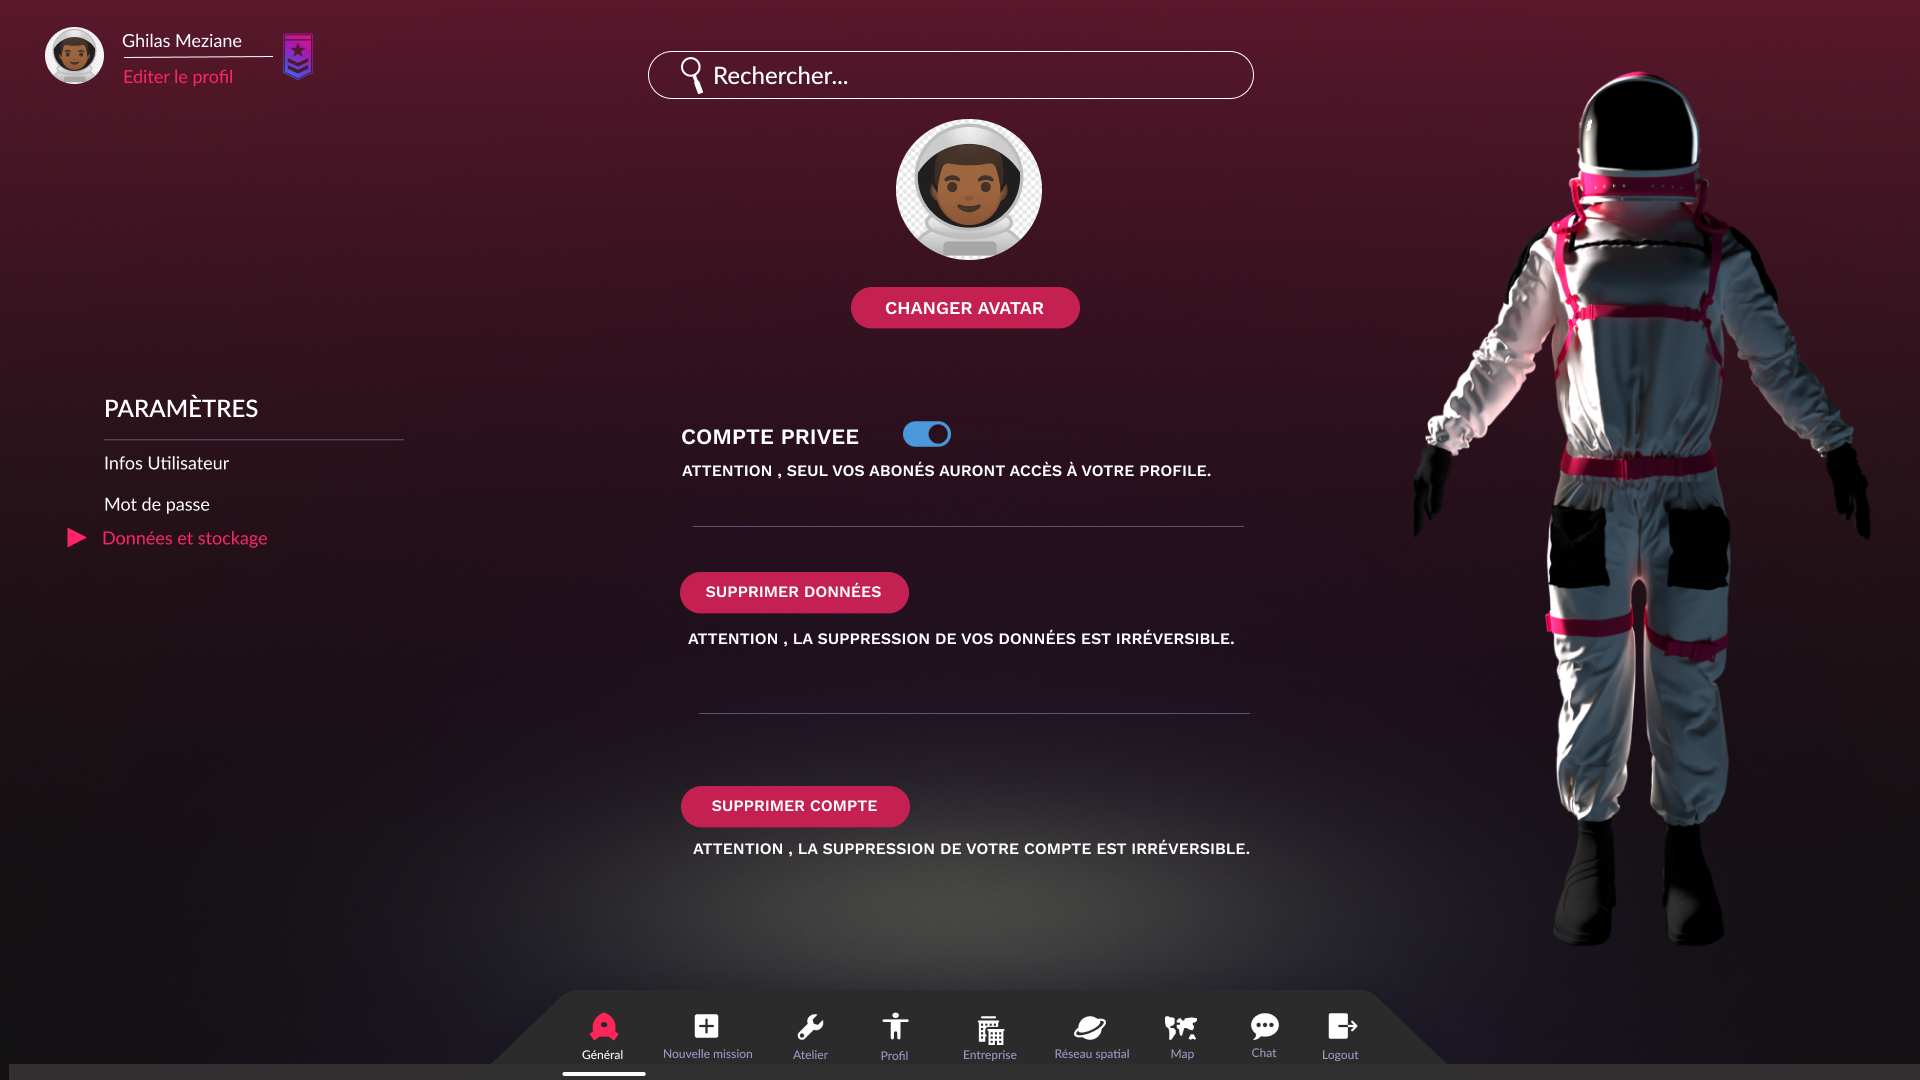 Ghilas Meziane
Editer le profil
Rechercher...
CHANGER AVATAR
PARAMÈTRES
Infos Utilisateur
Mot de passe
Données et stockage
COMPTE PRIVEE
ATTENTION , SEUL VOS ABONÉS AURONT ACCÈS À VOTRE PROFILE.
SUPPRIMER DONNÉES
ATTENTION , LA SUPPRESSION DE VOS DONNÉES EST IRRÉVERSIBLE.
SUPPRIMER COMPTE
ATTENTION , LA SUPPRESSION DE VOTRE COMPTE EST IRRÉVERSIBLE.
Général
Nouvelle mission
Atelier
Profil
Entreprise
Réseau spatial
Map
Chat
Logout